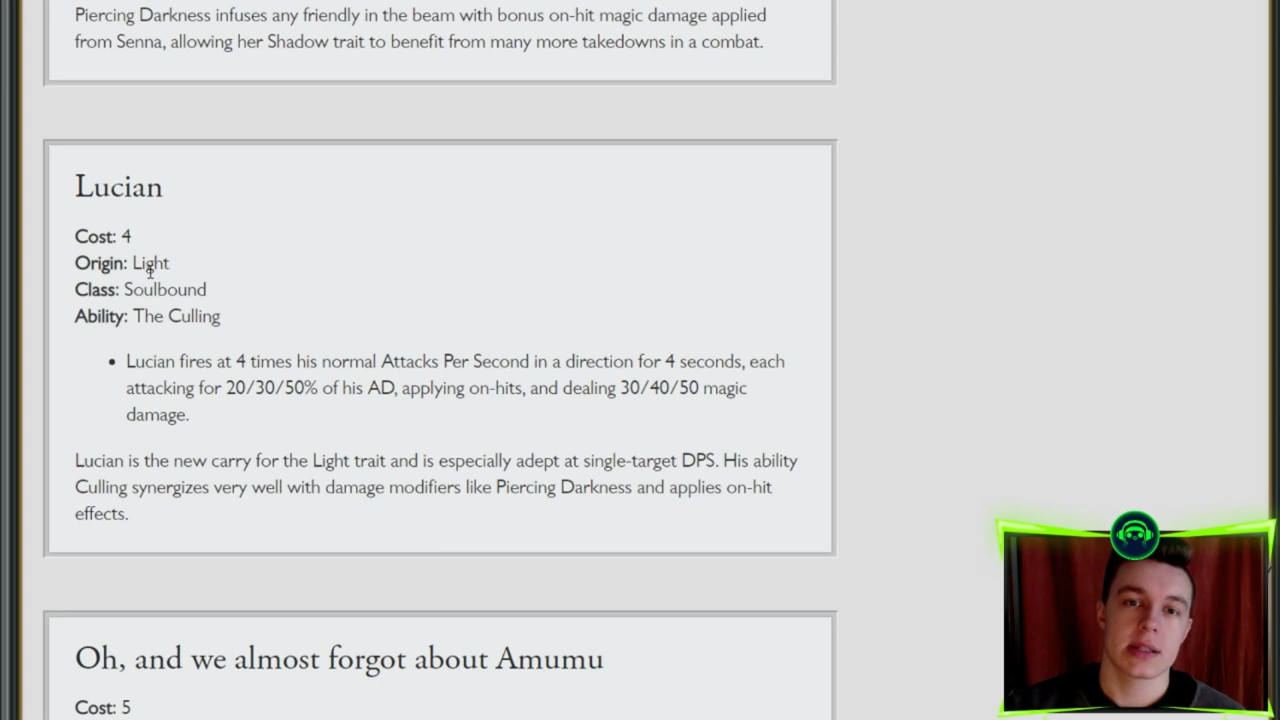 Piercing Darkness infuses any friendly in the beam with bonus on-hit magic damage applied
from Senna, allowing her Shadow trait to benefit from many more takedowns in a combat.
Lucian
Cost: 4
Origin: Light
Class: Soulbound
Ability: The Culling
• Lucian fires at 4 times his normal Attacks Per Second in a direction for 4 seconds, each
attacking for 20/30/50% of his AD, applying on-hits, and dealing 30/40/50 magic
damage.
Lucian is the new carry for the Light trait and is especially adept at single-target DPS. His ability
Culling synergizes very well with damage modifiers like Piercing Darkness and applies on-hit
effects.
Oh, and we almost forgot about Amumu
Cost: 5